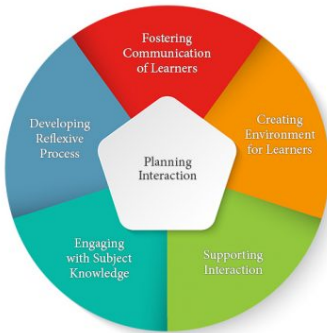 Fostering
Communication
of Learners
Creating
Environment
for Learners
Supporting
Interaction
Engaging
with Subject
Knowledge
Developing
Reflexive
Process
Planning
Interaction